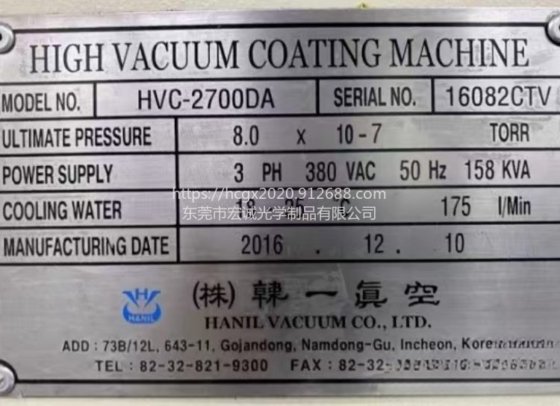 HIGH VACUUM COATING MACHINE
MODEL NO. HVC-2700DA SERIAL NO. 16082CTV
ULTIMATE PRESSURE 8.0 x 10-7 TORR
POWER SUPPLY 3 PH 380 VAC 50 Hz 158 KVA
https://hcgx2020.912688.com
COOLING WATER 175 l/Min
东莞市宏诚光学制品有限公司
MANUFACTURING DATE 2016 . 12 . 10
(株) 韓一眞空
HANIL
HANIL VACUUM CO., LTD.
ADD : 73B/12L, 643-11, Gojandong, Namdong-Gu, Incheon, Korea
TEL : 82-32-821-9300 FAX : 82-32-